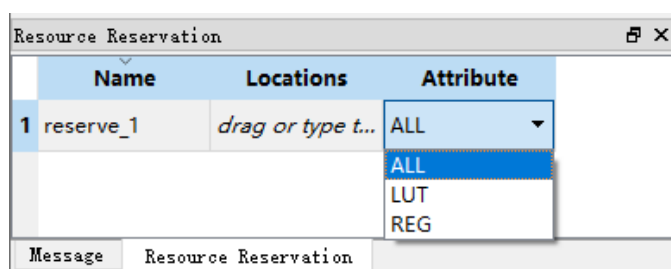 Resource Reservation
Name Locations Attribute
1 reserve_1 drag or type t... ALL
ALL
LUT
REG
Message Resource Reservation